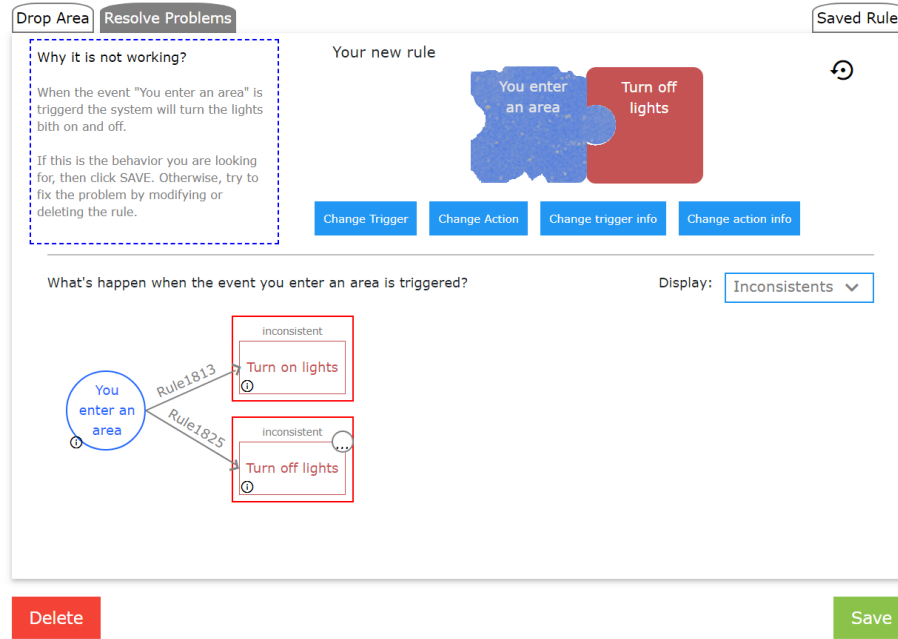 Drop Area
Resolve Problems
Saved Rule
Why it is not working?
When the event "You enter an area" is
triggerd the system will turn the lights
bith on and off.
If this is the behavior you are looking
for, then click SAVE. Otherwise, try to
fix the problem by modifying or
deleting the rule.
Your new rule
You enter
an area
Turn off
lights
Change Trigger
Change Action
Change trigger info
Change action info
What's happen when the event you enter an area is triggered?
Display:
Inconsistents
You
enter an
area
Rule1813
Rule1825
inconsistent
Turn on lights
inconsistent
...
Turn off lights
Delete
Save